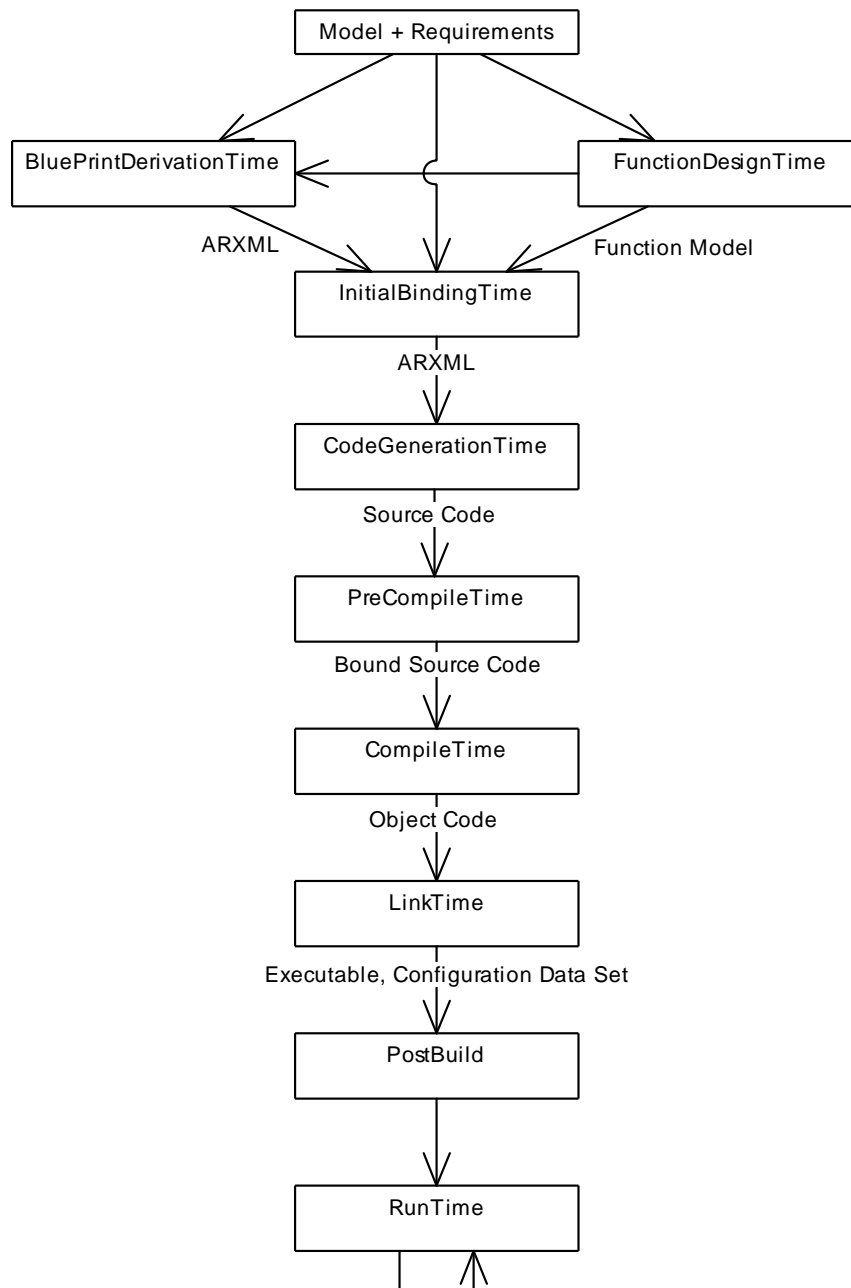 Model + Requirements
BluePrintDerivationTime
FunctionDesignTime
ARXML
Function Model
InitialBindingTime
ARXML
CodeGenerationTime
Source Code
PreCompileTime
Bound Source Code
CompileTime
Object Code
LinkTime
Executable, Configuration Data Set
PostBuild
RunTime